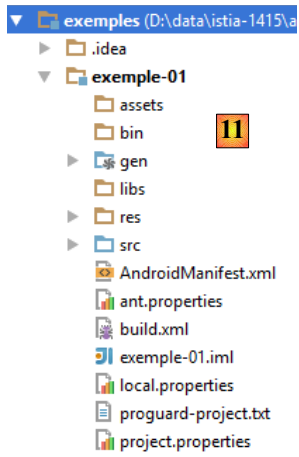 exemples (D:\data\istia-1415\a
.idea
exemple-01
assets
bin
11
gen
libs
res
src
AndroidManifest.xml
ant.properties
build.xml
exemple-01.iml
local.properties
proguard-project.txt
project.properties